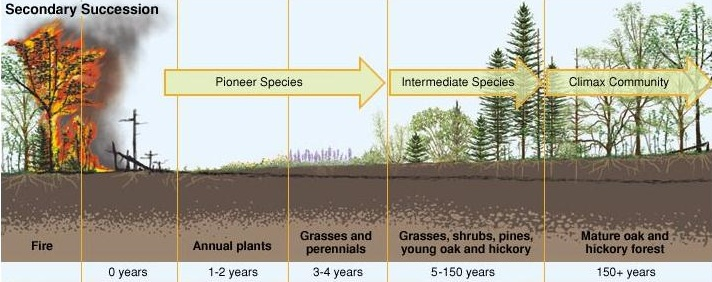 Secondary Succession
Pioneer Species
Intermediate Species
Climax Community
Fire
Annual plants
Grasses and
perennials
Grasses, shrubs, pines,
young oak and hickory
Mature oak and
hickory forest
0 years
1-2 years
3-4 years
5-150 years
150+ years